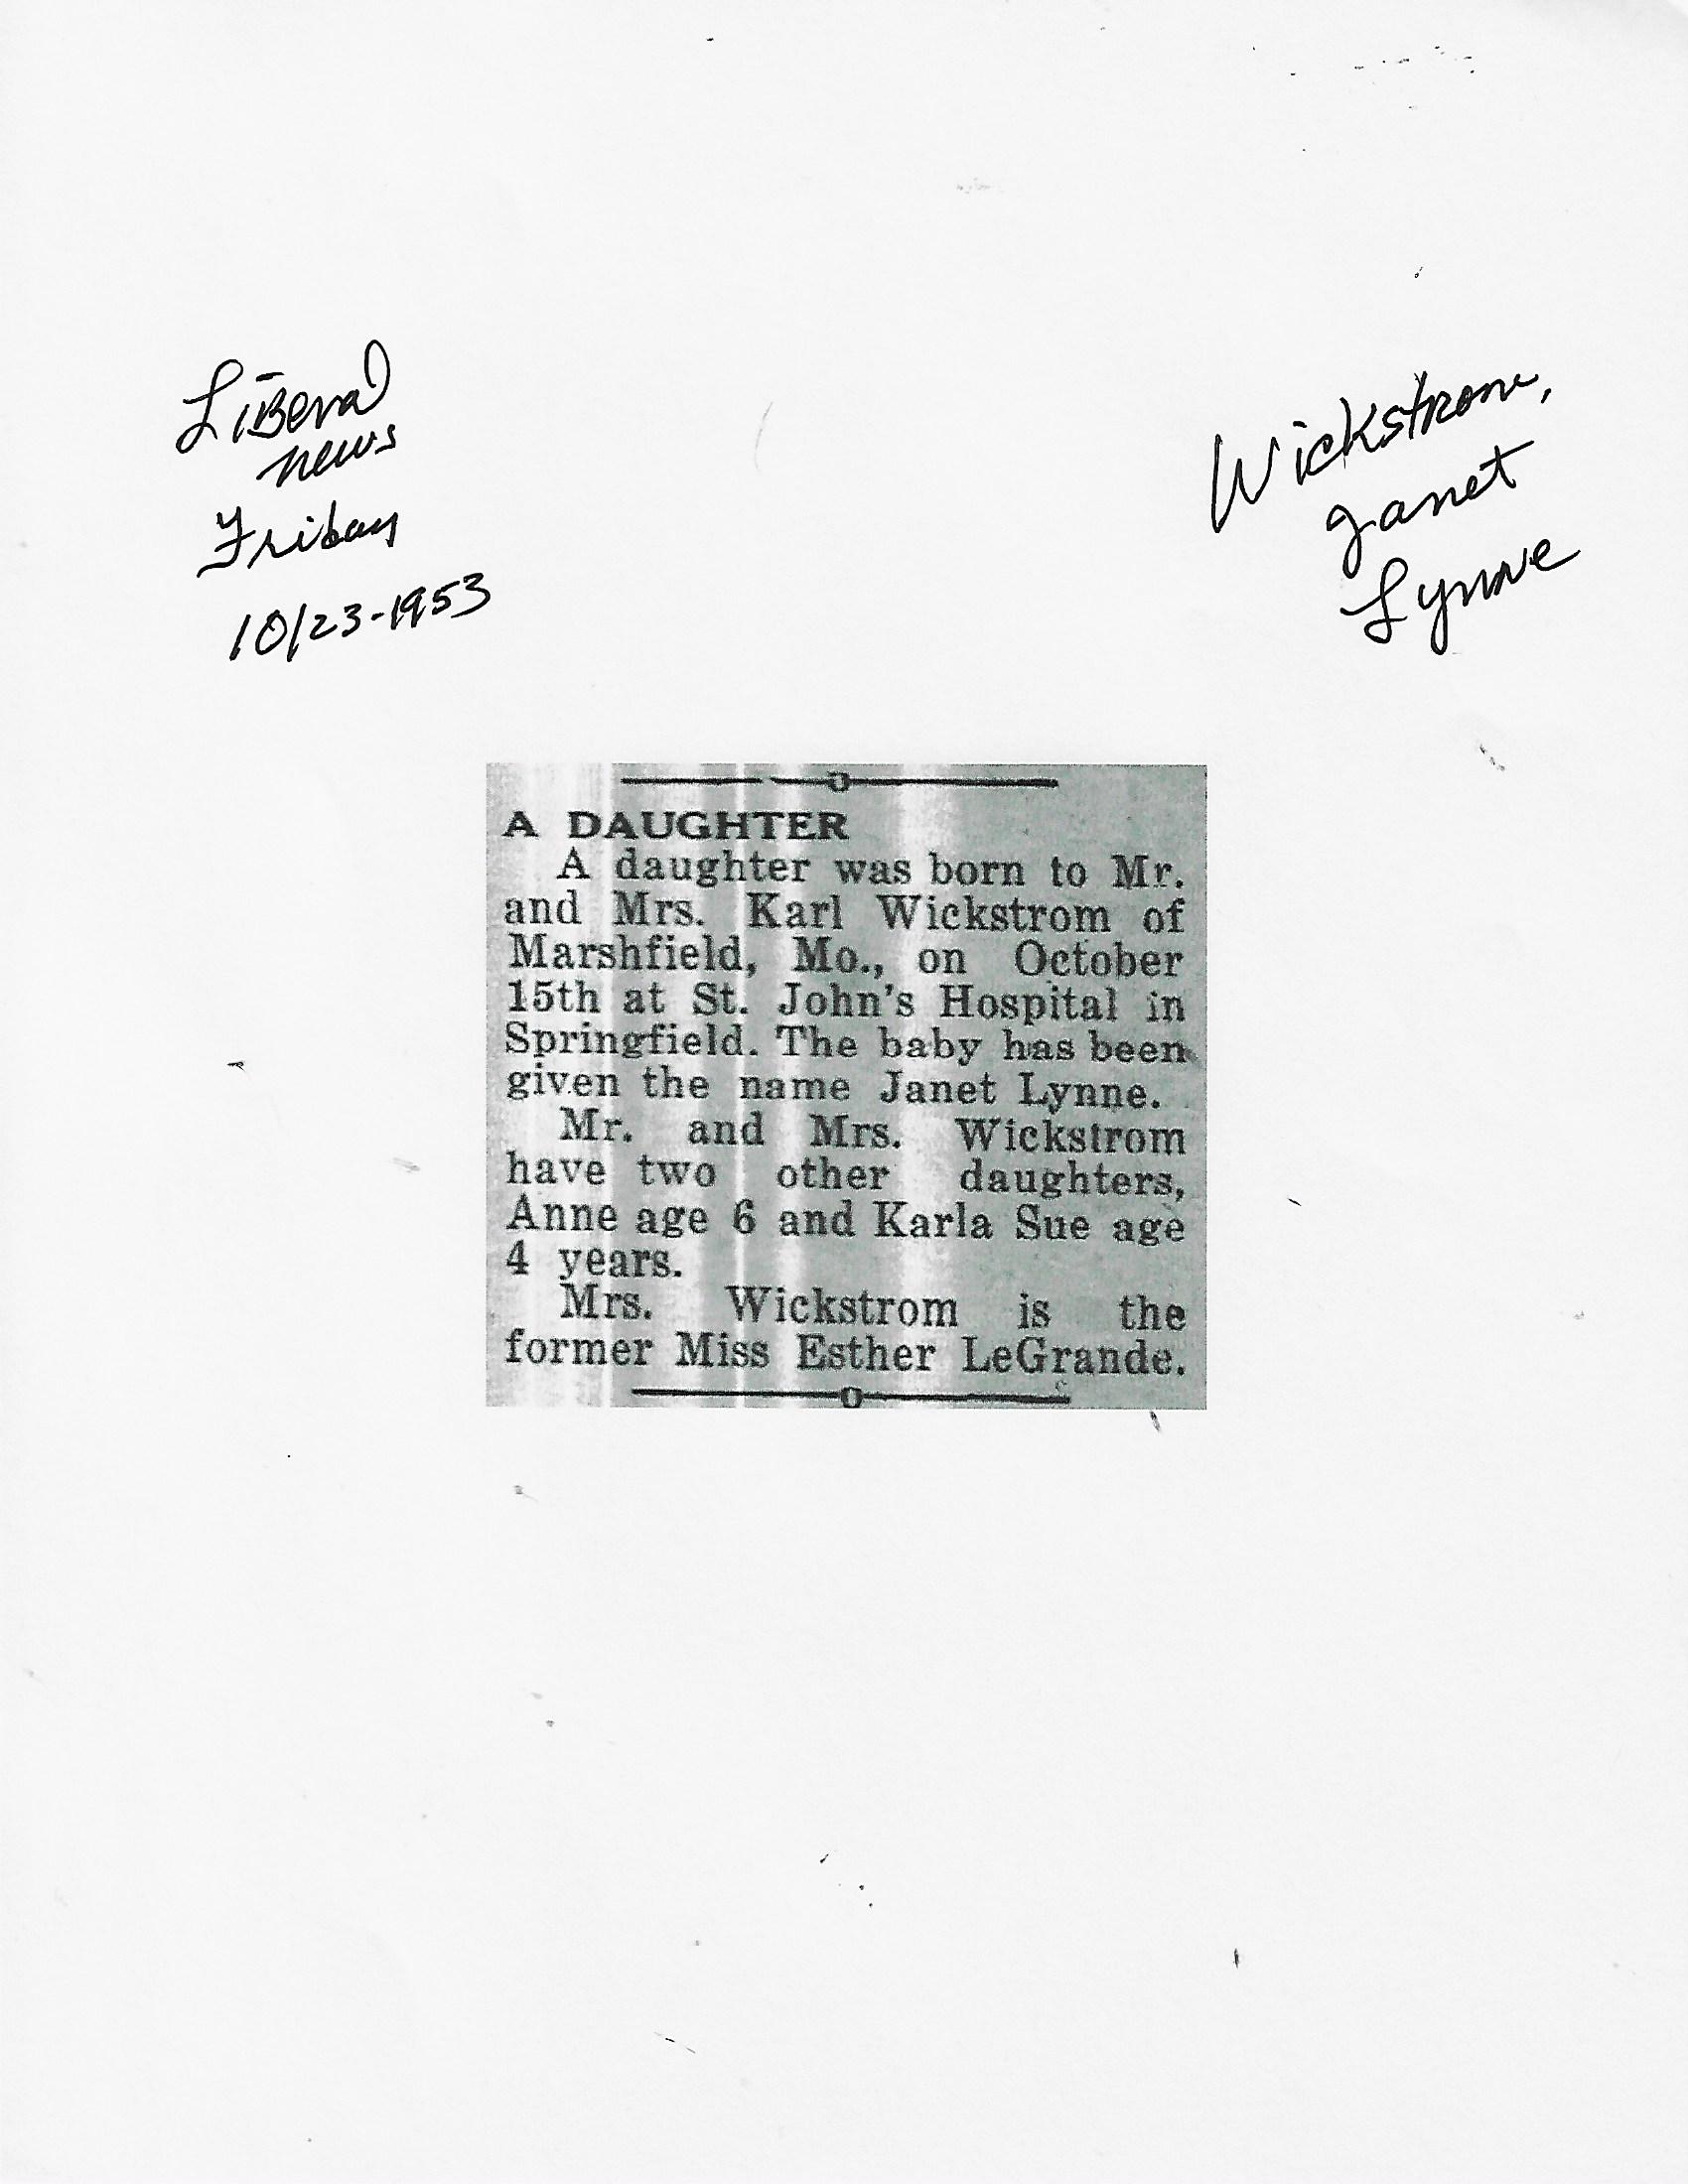 Liberal
news
Friday
10/23-1953
Wickstrom,
Janet
Lynne
A DAUGHTER
A daughter was born to Mr.
and Mrs. Karl Wickstrom of
Marshfield, Mo., on October
15th at St. John's Hospital in
Springfield. The baby has been
given the name Janet Lynne.
Mr. and Mrs. Wickstrom
have two other daughters,
Anne age 6 and Karla Sue age
4 years.
Mrs. Wickstrom is the
former Miss Esther LeGrande.